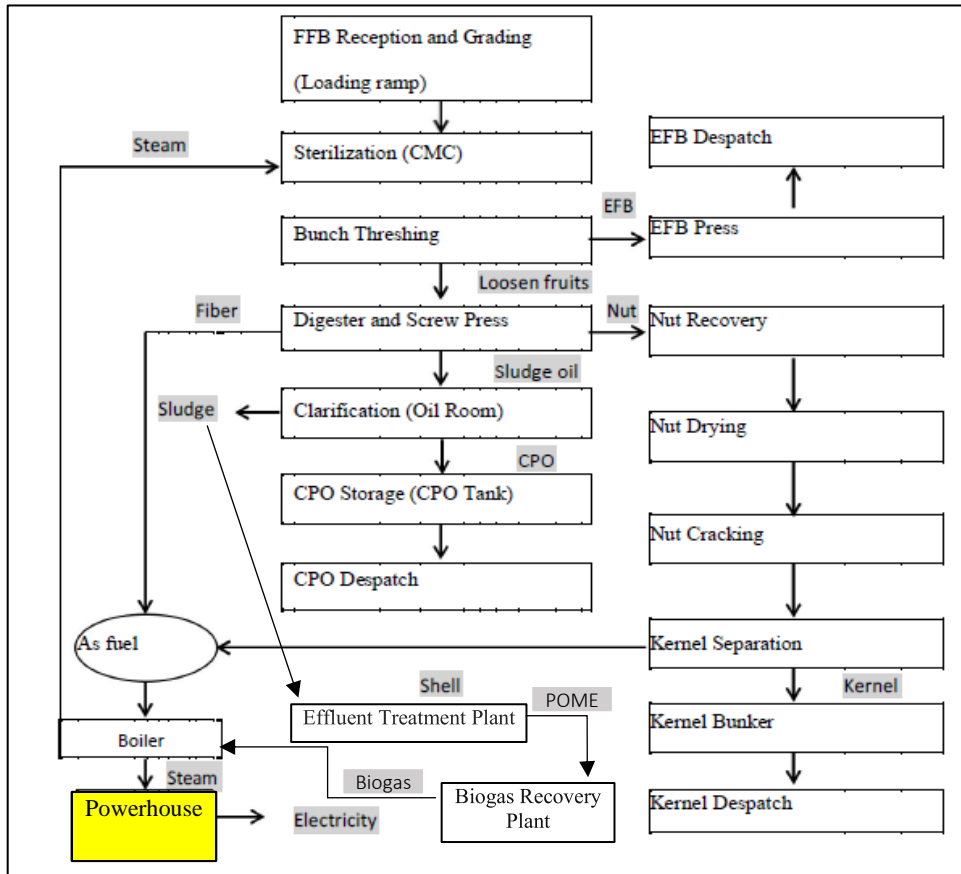 FFB Reception and Grading
(Loading ramp)
Steam
Sterilization (CMC)
EFB Despatch
EFB
Bunch Threshing
EFB Press
Loosen fruits
Fiber
Digester and Screw Press
Nut
Nut Recovery
Sludge oil
Sludge
Clarification (Oil Room)
Nut Drying
CPO
CPO Storage (CPO Tank)
Nut Cracking
CPO Despatch
As fuel
Kernel Separation
Shell
POME
Kernel
Effluent Treatment Plant
Kernel Bunker
Boiler
Steam
Biogas
Biogas Recovery
Plant
Kernel Despatch
Powerhouse
Electricity